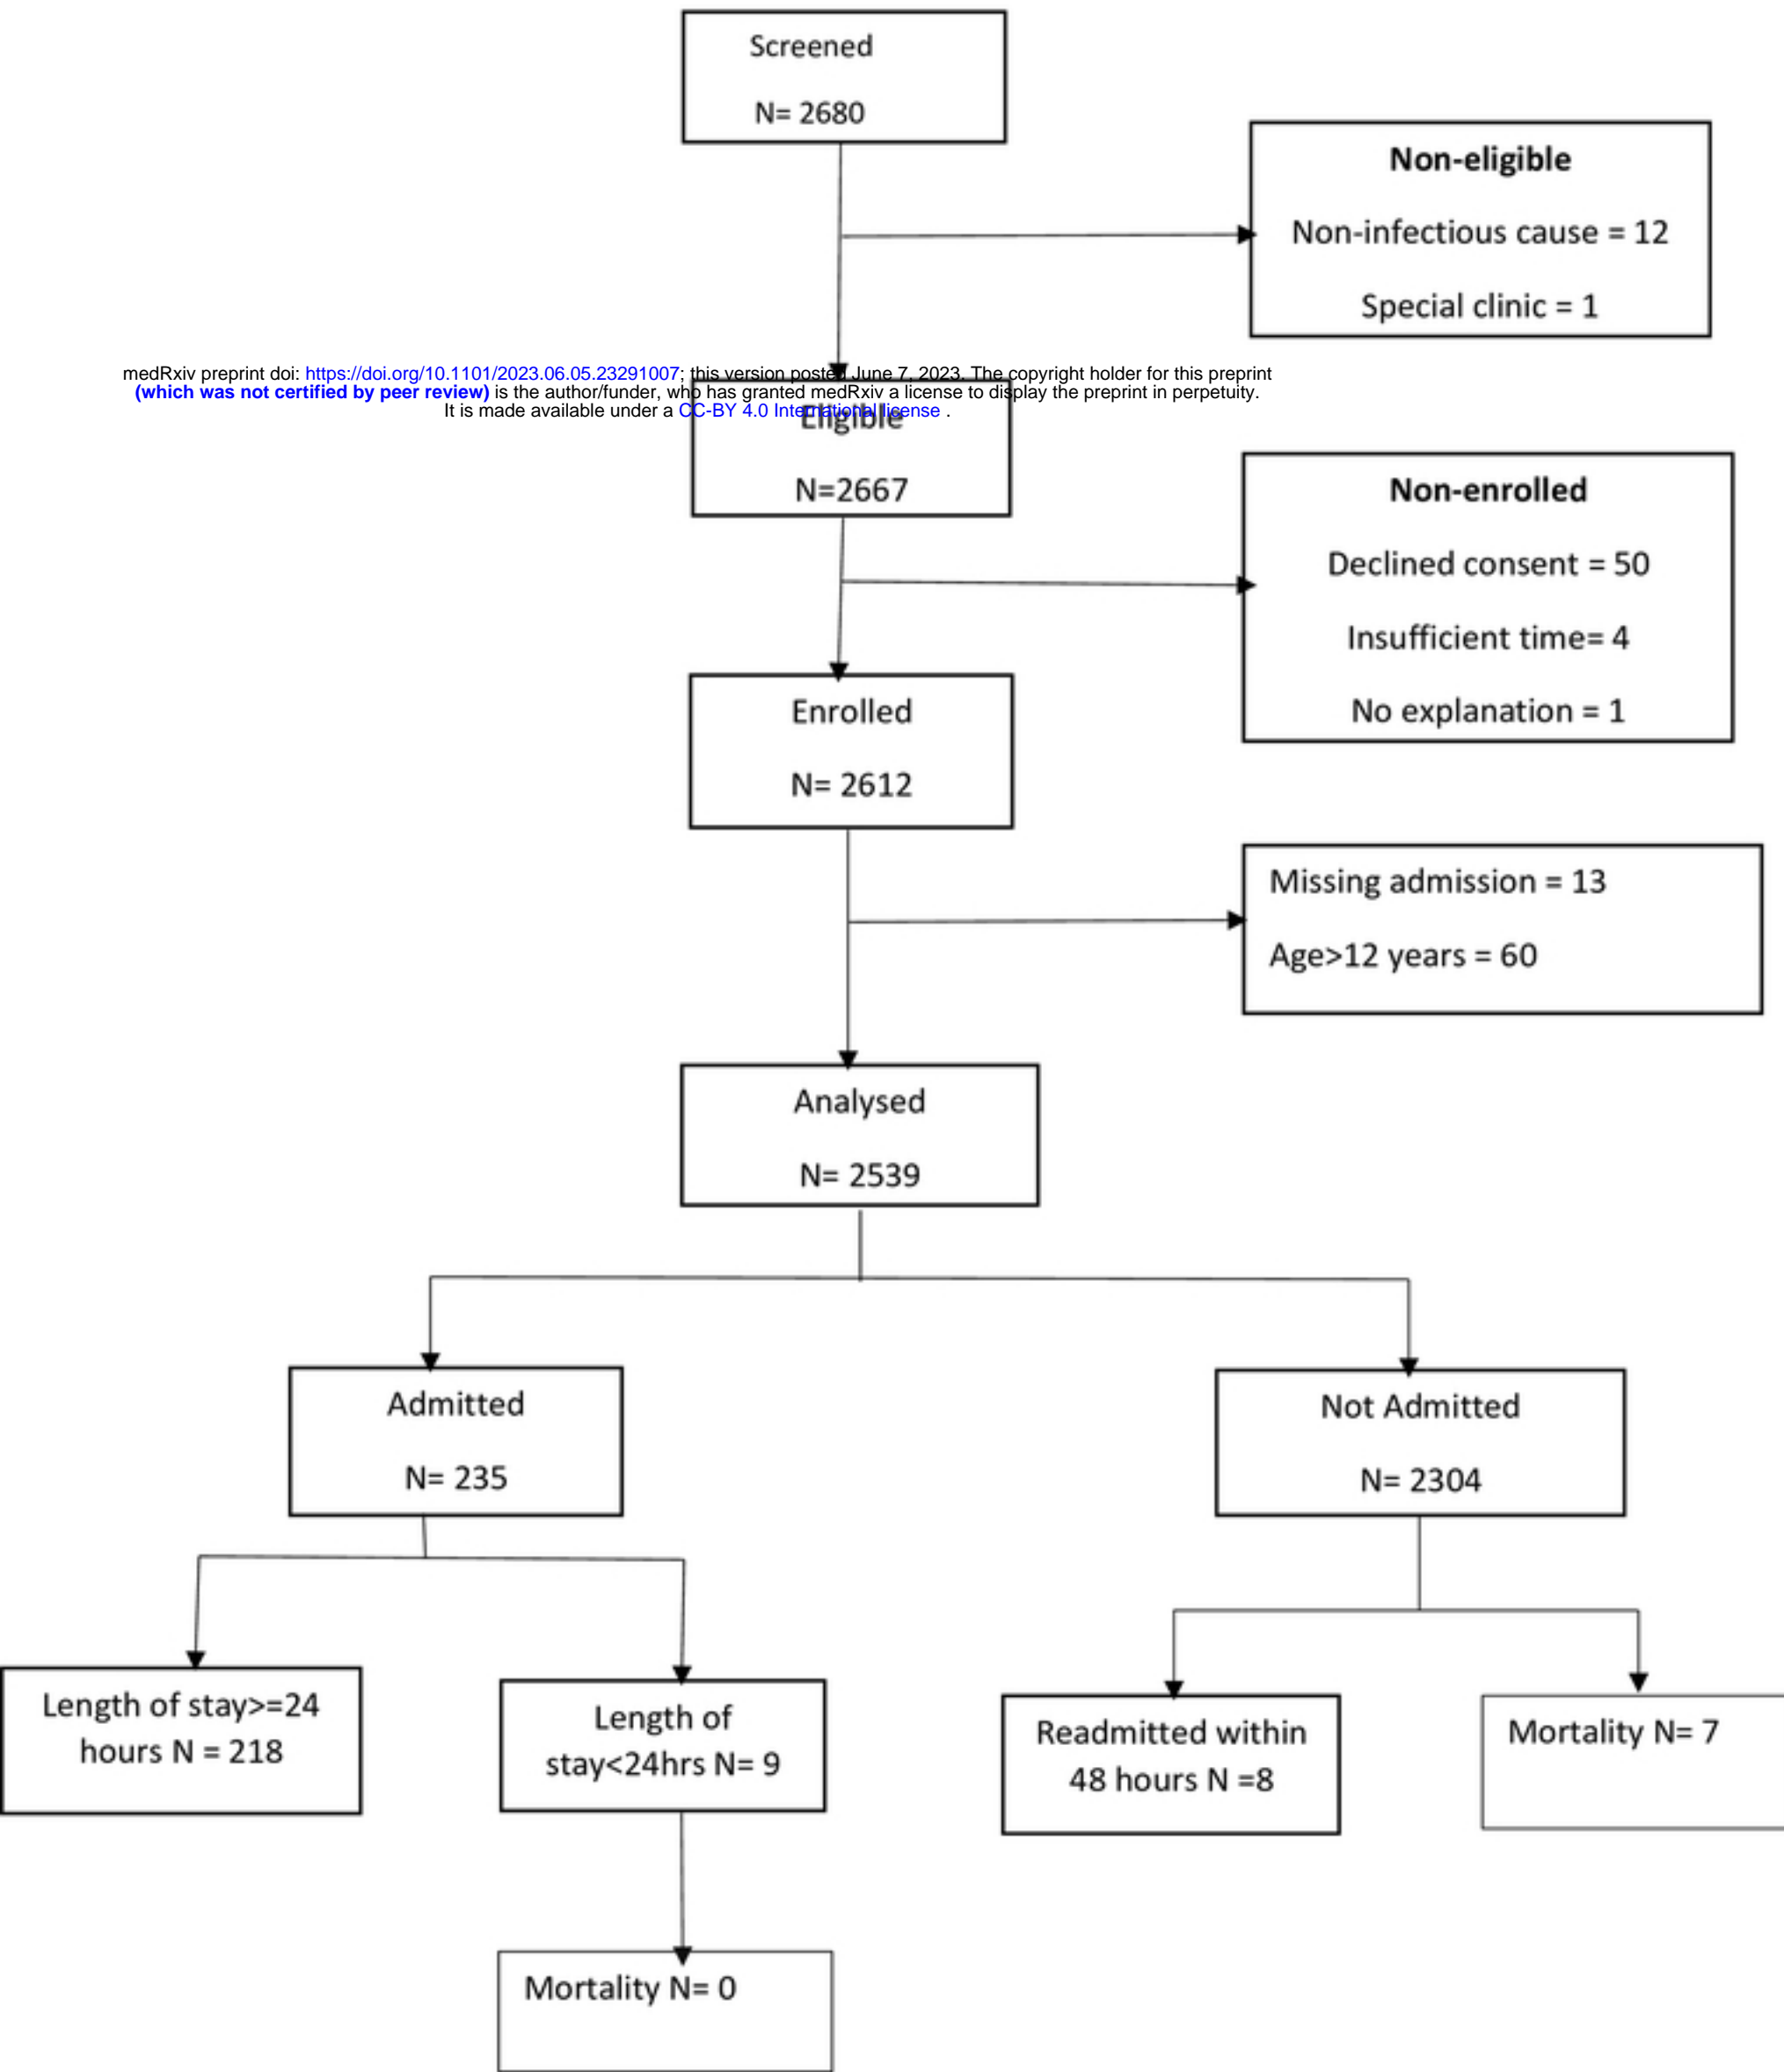 Screened
N= 2680
Non-eligible
Non-infectious cause = 12
Special clinic = 1
medRxiv preprint doi: https://doi.org/10.1101/2023.06.05.23291007; this version posted June 7, 2023. The copyright holder for this preprint
(which was not certified by peer review) is the author/funder, who has granted medRxiv a license to display the preprint in perpetuity.
It is made available under a CC-BY 4.0 International license .
Eligible
N=2667
Non-enrolled
Declined consent = 50
Insufficient time= 4
No explanation = 1
Enrolled
N= 2612
Missing admission = 13
Age>12 years = 60
Analysed
N= 2539
Admitted
N= 235
Not Admitted
N= 2304
Length of stay>=24
hours N = 218
Length of
stay<24hrs N= 9
Readmitted within
48 hours N =8
Mortality N= 7
Mortality N= 0